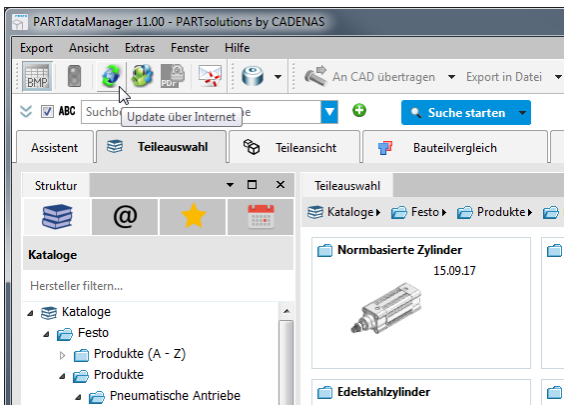 PARTdataManager 11.00 - PARTsolutions by CADENAS
Export Ansicht Extras Fenster Hilfe
BMP PDF An CAD übertragen Export in Datei
ABC Suche starten
Update über Internet
Assistent Teileauswahl Teileansicht Bauteilvergleich
Struktur
@
Kataloge
Hersteller filtern...
Kataloge
Festo
Produkte (A - Z)
Produkte
Pneumatische Antriebe
Teileauswahl
Kataloge Festo Produkte
Normbasierte Zylinder
15.09.17
Edelstahlzylinder